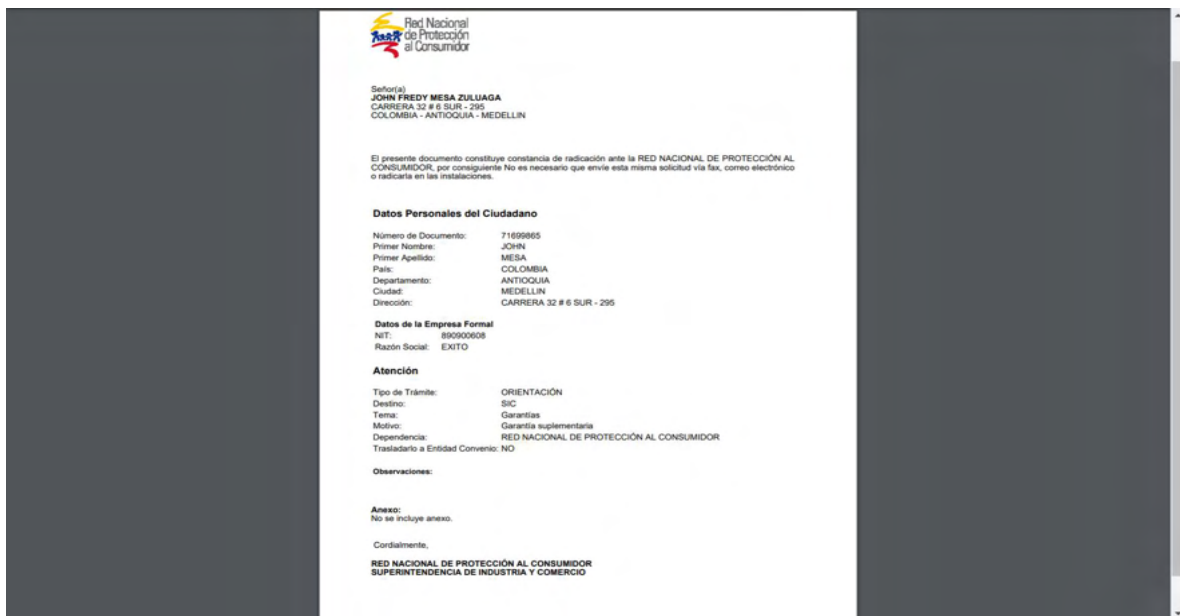 Red Nacional
de Protección
al Consumidor
Señor(a)
JOHN FREDY MESA ZULUAGA
CARRERA 32 # 6 SUR - 295
COLOMBIA - ANTIOQUIA - MEDELLIN
El presente documento constituye constancia de radicación ante la RED NACIONAL DE PROTECCIÓN AL
CONSUMIDOR, por consiguiente No es necesario que envíe esta misma solicitud vía fax, correo electrónico
o radicarla en las instalaciones.
Datos Personales del Ciudadano
Número de Documento: 71699865
Primer Nombre: JOHN
Primer Apellido: MESA
País: COLOMBIA
Departamento: ANTIOQUIA
Ciudad: MEDELLIN
Dirección: CARRERA 32 # 6 SUR - 295
Datos de la Empresa Formal
NIT: 890900608
Razón Social: EXITO
Atención
Tipo de Trámite: ORIENTACIÓN
Destino: SIC
Tema: Garantías
Motivo: Garantía suplementaria
Dependencia: RED NACIONAL DE PROTECCIÓN AL CONSUMIDOR
Trasladarlo a Entidad Convenio: NO
Observaciones:
Anexo:
No se incluye anexo.
Cordialmente,
RED NACIONAL DE PROTECCIÓN AL CONSUMIDOR
SUPERINTENDENCIA DE INDUSTRIA Y COMERCIO